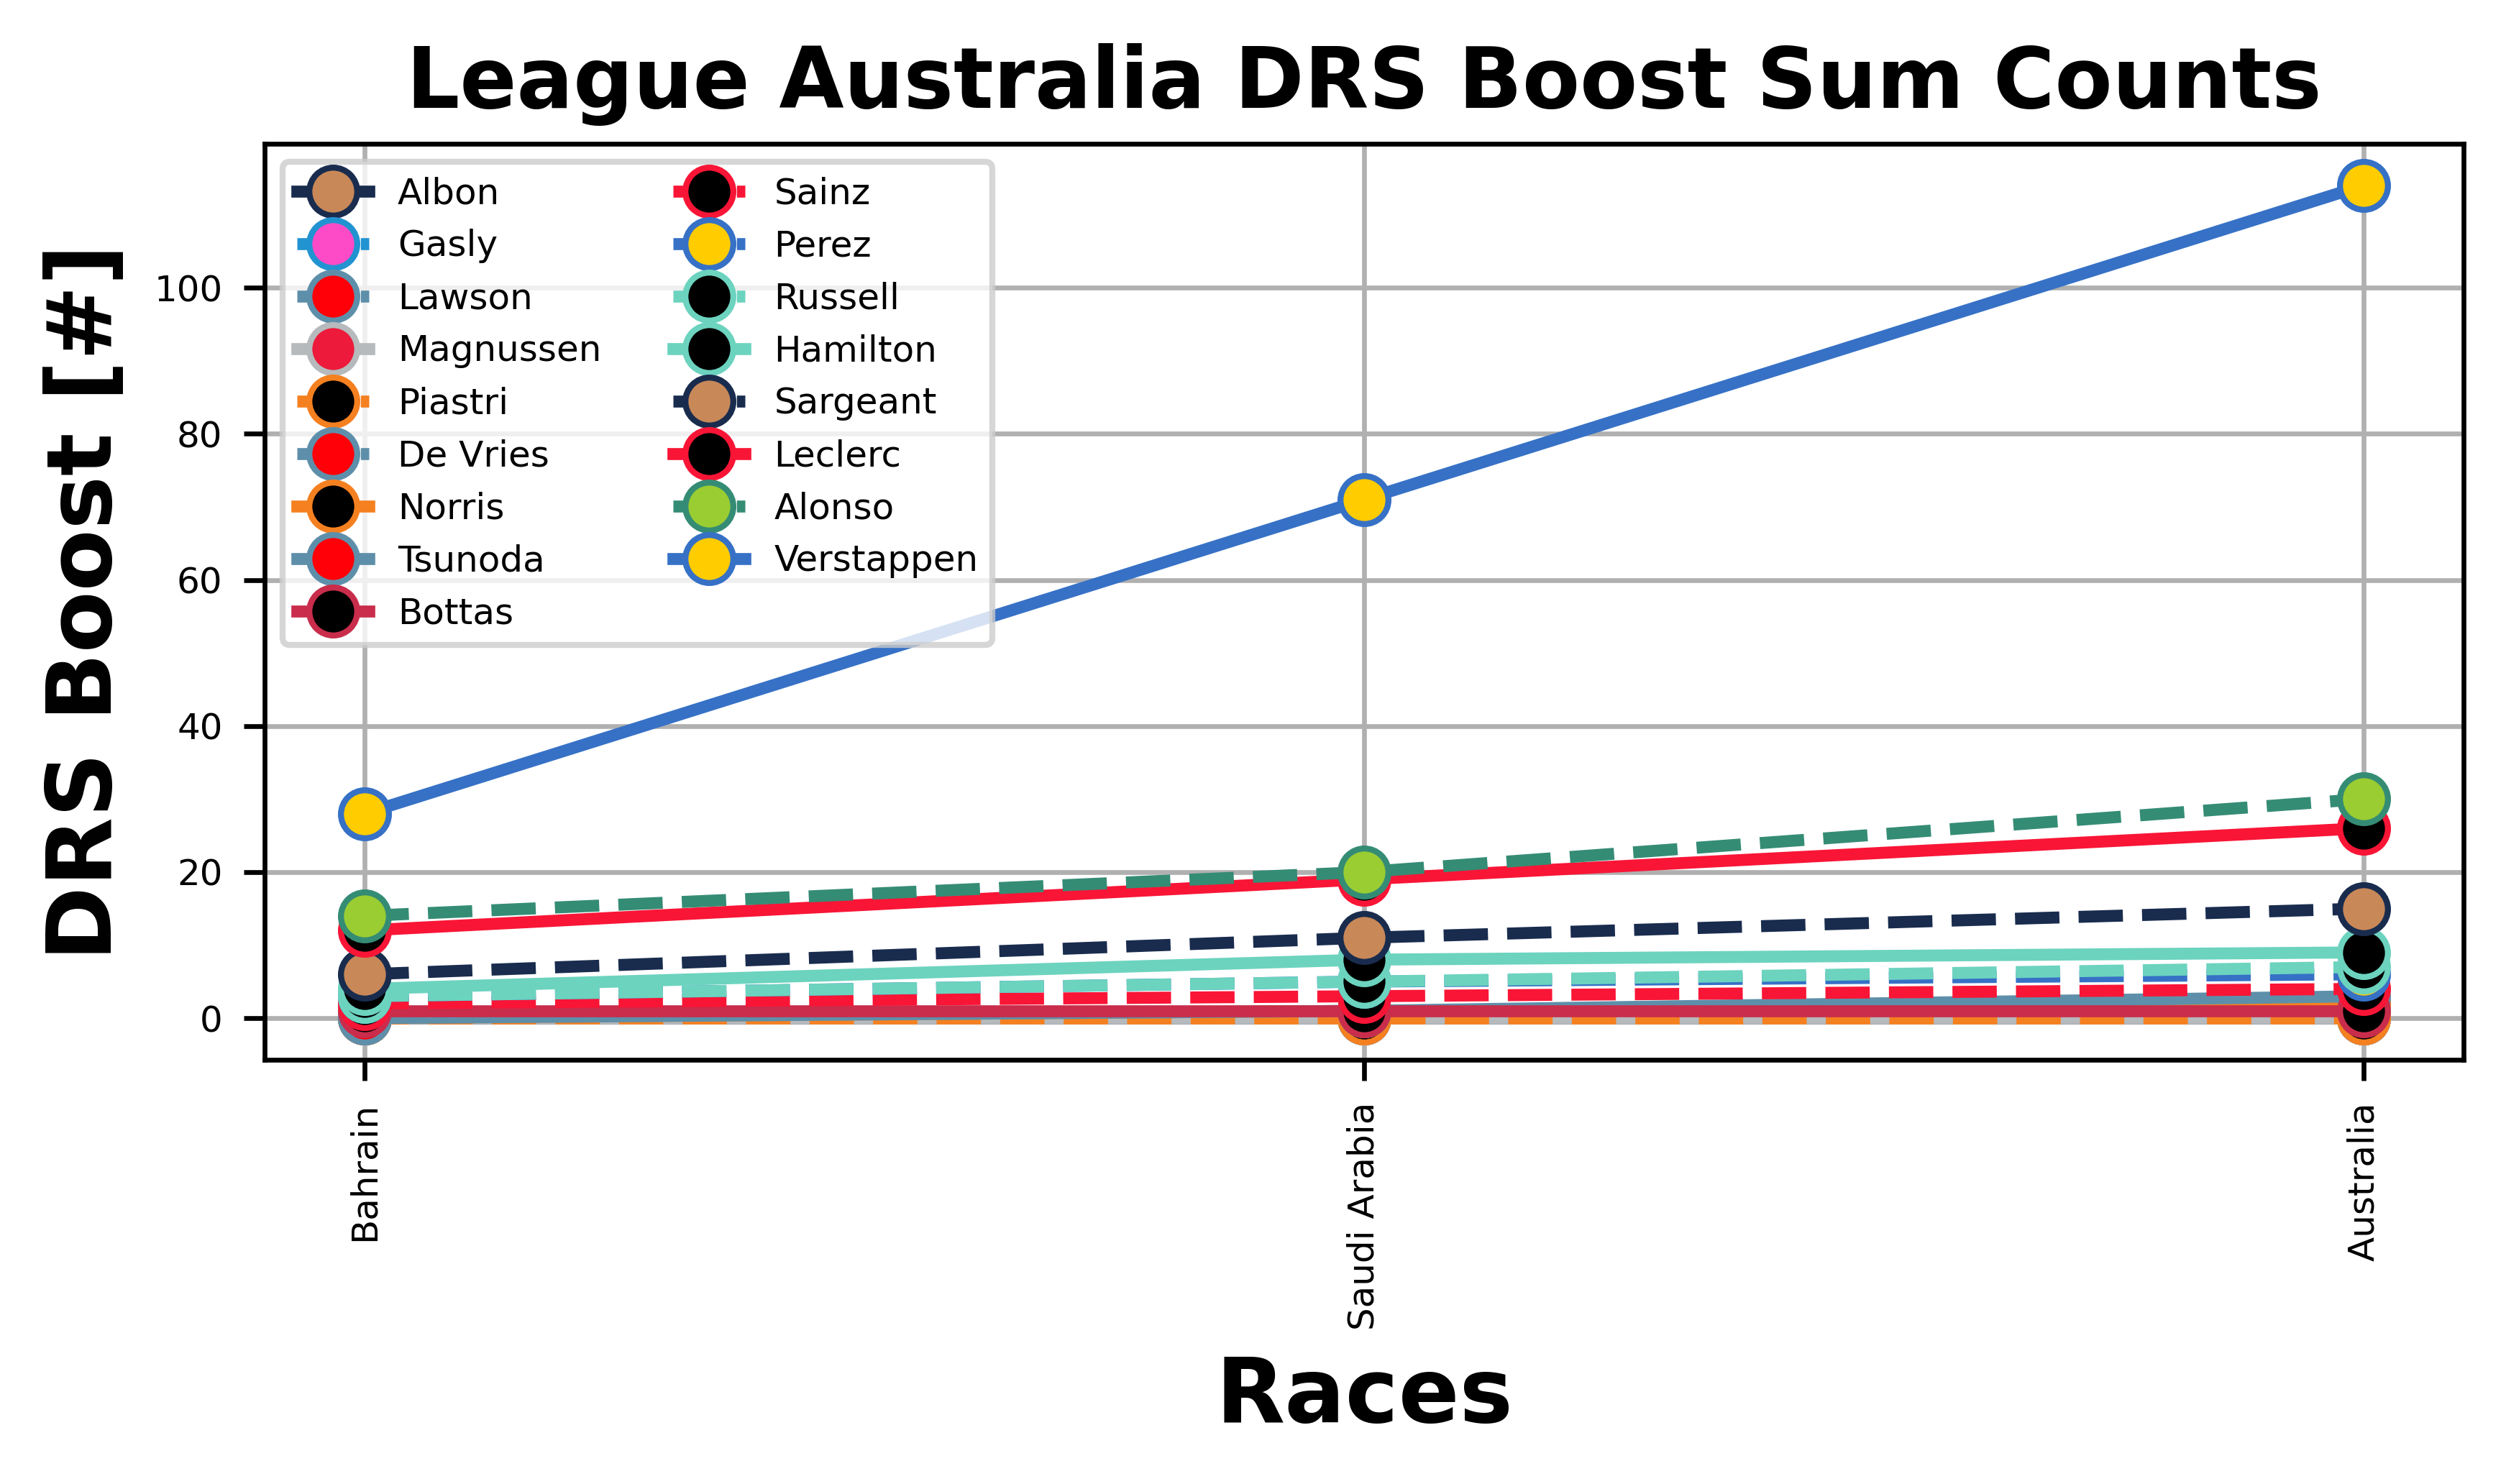 League Australia DRS Boost Sum Counts
DRS Boost [#]
100
80
60
40
20
0
Albon
Gasly
Lawson
Magnussen
Piastri
De Vries
Norris
Tsunoda
Bottas
Sainz
Perez
Russell
Hamilton
Sargeant
Leclerc
Alonso
Verstappen
Bahrain
Saudi Arabia
Australia
Races